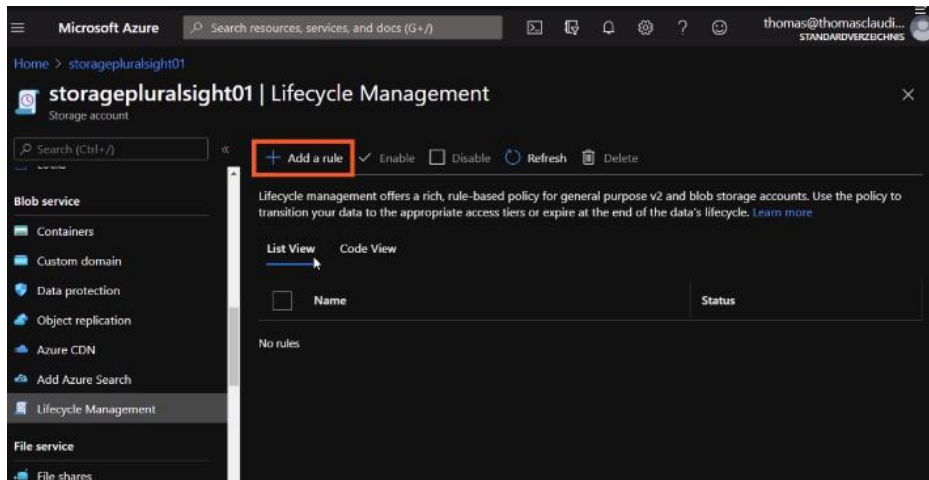 Microsoft Azure
Search resources, services, and docs (G+/)
thomas@thomasclaudi...
STANDARDVERZEICHNIS
Home > storagepluralsight01
storagepluralsight01 | Lifecycle Management
Storage account
Search (Ctrl+/)
Add a rule Enable Disable Refresh Delete
Blob service
Containers
Custom domain
Data protection
Object replication
Azure CDN
Add Azure Search
Lifecycle Management
File service
File shares
Lifecycle management offers a rich, rule-based policy for general purpose v2 and blob storage accounts. Use the policy to
transition your data to the appropriate access tiers or expire at the end of the data's lifecycle. Learn more
List View Code View
Name Status
No rules